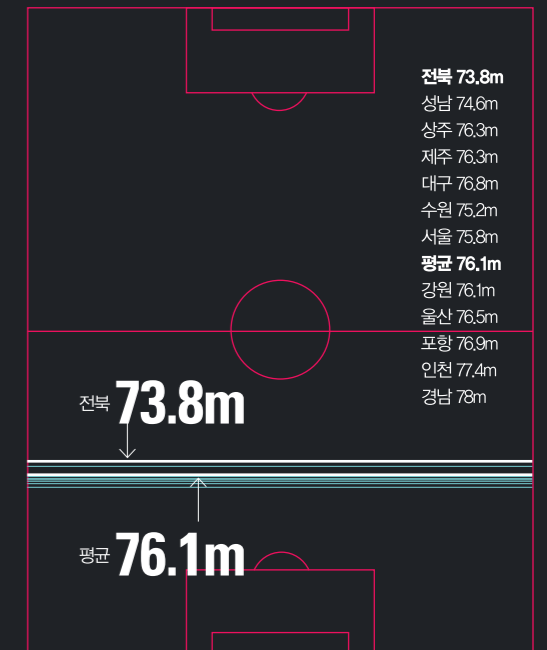 전북 73.8m
성남 74.6m
상주 76.3m
제주 76.3m
대구 76.8m
수원 75.2m
서울 75.8m
평균 76.1m
강원 76.1m
울산 76.5m
포항 76.9m
인천 77.4m
경남 78m
전북 73.8m
평균 76.1m